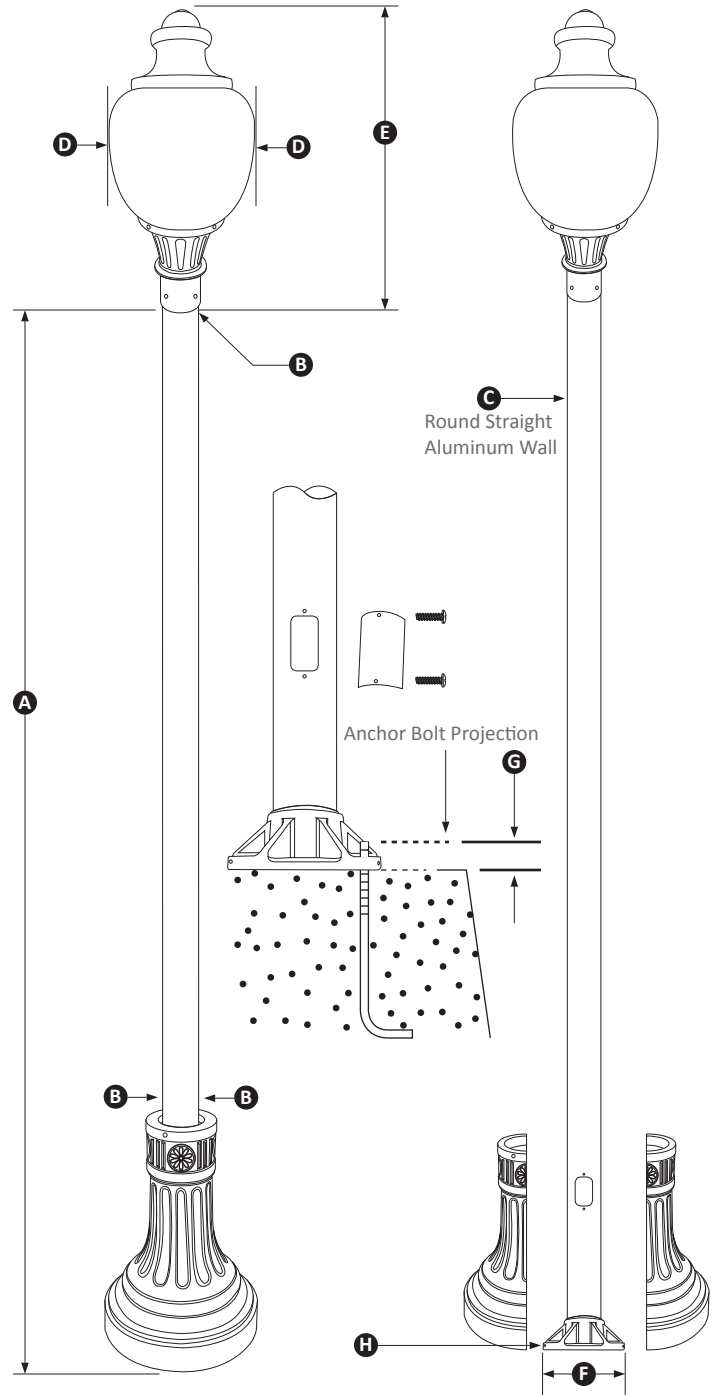 E
D
D
B
C
Round Straight
Aluminum Wall
A
Anchor Bolt Projection
G
B
B
H
F